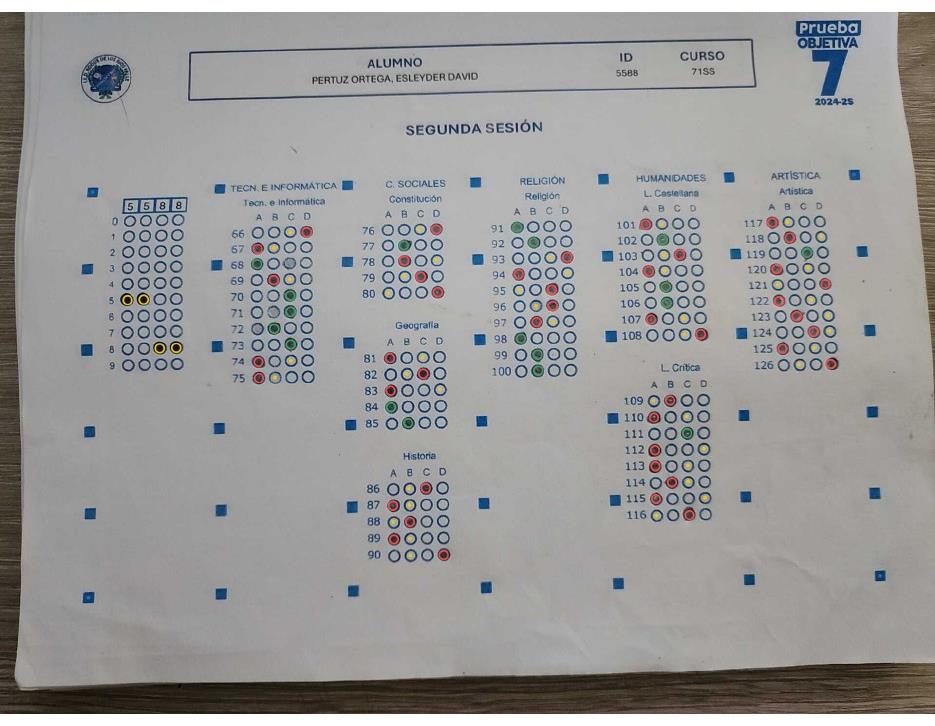 Prueba
OBJETIVA
7
2024-2S
ALUMNO ID CURSO
PERTUZ ORTEGA, ESLEYDER DAVID 5588 71SS
SEGUNDA SESIÓN
5 5 8 8
0
1
2
3
4
5
6
7
8
9
TECN. E INFORMÁTICA
Tecn. e Informática
A B C D
66
67
68
69
70
71
72
73
74
75
C. SOCIALES
Constitución
A B C D
76
77
78
79
80
Geografía
A B C D
81
82
83
84
85
Historia
A B C D
86
87
88
89
90
RELIGIÓN
Religión
A B C D
91
92
93
94
95
96
97
98
99
100
HUMANIDADES
L. Castellana
A B C D
101
102
103
104
105
106
107
108
L. Crítica
A B C D
109
110
111
112
113
114
115
116
ARTÍSTICA
Artística
A B C D
117
118
119
120
121
122
123
124
125
126